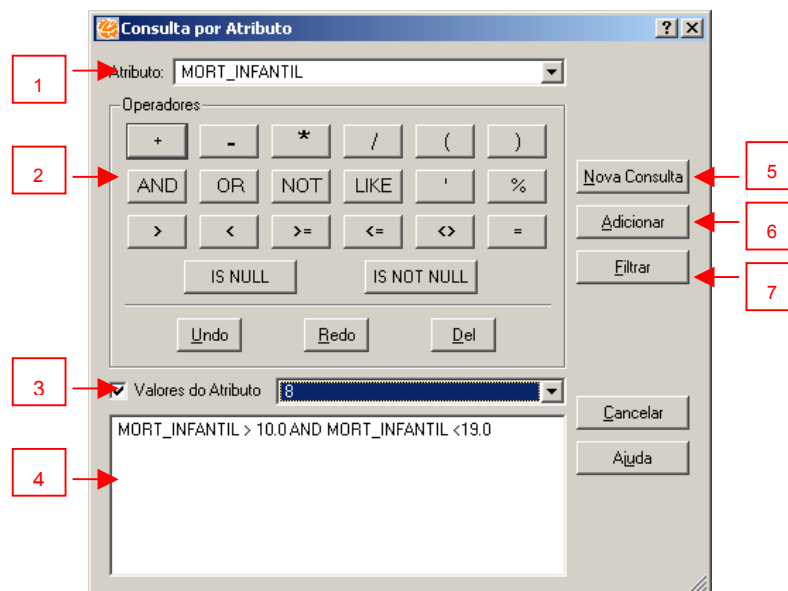 Consulta por Atributo
? X
1
Atributo: MORT_INFANTIL
Operadores
+ - * / ( )
2
AND OR NOT LIKE ' %
Nova Consulta
5
> < >= <= <> =
Adicionar
6
IS NULL IS NOT NULL
Filtrar
7
Undo Redo Del
3
Valores do Atributo 8
Cancelar
MORT_INFANTIL > 10.0 AND MORT_INFANTIL <19.0
Ajuda
4